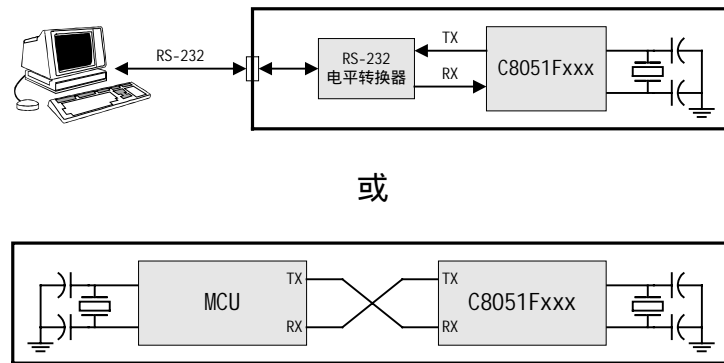 RS-232
RS-232
电平转换器
TX
RX
C8051Fxxx
或
MCU
TX
RX
TX
RX
C8051Fxxx